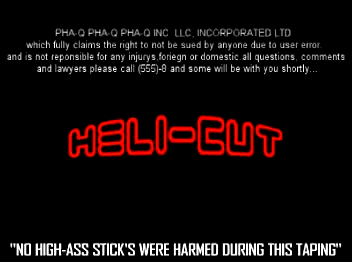 PHA-Q PHA-Q PHA-Q INC  LLC, INCORPORATED LTD
which fully claims the right to not be sued by anyone due to user error.
and is not reponsible for any injurys,foriegn or domestic.all questions, comments
and lawyers please call (555)-8 and some will be with you shortly...
HELI-CUT
"NO HIGH-ASS STICK'S WERE HARMED DURING THIS TAPING"